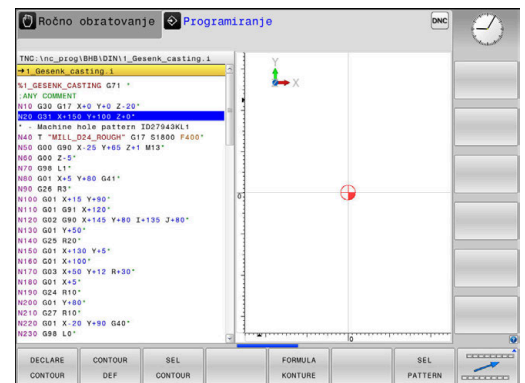 Ročno obratovanje
Programiranje
DNC
TNC:\nc_prog\BHB\DIN\1_Gesenk_casting.i
→1_Gesenk_casting.i
%1_GESENK_CASTING G71 *
;ANY COMMENT
N10 G30 G17 X+0 Y+0 Z-20*
N20 G31 X+150 Y+100 Z+0*
* - Machine hole pattern ID27943KL1
N40 T "MILL_D24_ROUGH" G17 S1800 F400*
N50 G00 G90 X-25 Y+65 Z+1 M13*
N60 G00 Z-5*
N70 G98 L1*
N80 G01 X+5 Y+80 G41*
N90 G26 R3*
N100 G01 X+15 Y+90*
N110 G01 G91 X+120*
N120 G02 G90 X+145 Y+80 I+135 J+80*
N130 G01 Y+50*
N140 G25 R20*
N150 G01 X+130 Y+5*
N160 G01 X+100*
N170 G03 X+50 Y+12 R+30*
N180 G01 X+5*
N190 G24 R10*
N200 G01 Y+80*
N210 G27 R10*
N220 G01 X-20 Y+90 G40*
N230 G98 L0*
Y
X
0
0
DECLARE CONTOUR
CONTOUR DEF
SEL CONTOUR
FORMULA KONTURE
SEL PATTERN